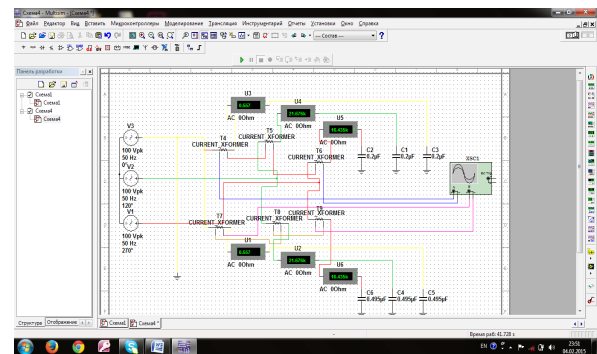 Схема4 - Multisim - [Схема4 *]
Файл Редактор Вид Вставить Микроконтроллеры Моделирование Трансляция Инструментарий Отчеты Установки Окно Справка
--- Состав ---
Панель разработки
Схема1
Схема1
Схема4
Схема4
Структура Отображение
U3
0.557
AC 0Ohm
U4
AC 0Ohm
U5
AC 0Ohm
V3
100 Vpk
50 Hz
0°
V2
100 Vpk
50 Hz
120°
V1
100 Vpk
50 Hz
270°
T4
CURRENT_XFORMER
T5
CURRENT_XFORMER
T6
CURRENT_XFORMER
C2
0.2µF
C1
0.2µF
C3
0.2µF
XSC1
T7
CURRENT_XFORMER
T8
CURRENT_XFORMER
T9
CURRENT_XFORMER
U1
AC 0Ohm
U2
AC 0Ohm
U6
AC 0Ohm
C6
0.495µF
C4
0.495µF
C5
0.495µF
Схема1 Схема4 *
Время раб: 41.728 s
EN
23:51
04.02.2015